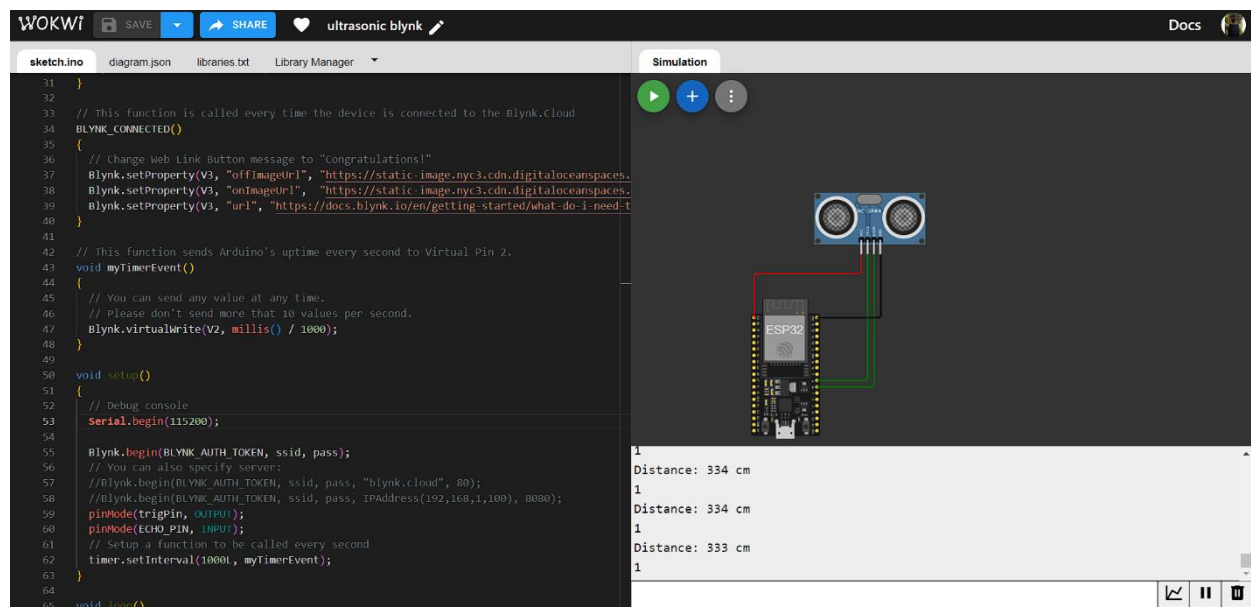 WOKWI SAVE SHARE ultrasonic blynk Docs
sketch.ino diagram.json libraries.txt Library Manager Simulation
31 }
32
33 // This function is called every time the device is connected to the Blynk.Cloud
34 BLYNK_CONNECTED()
35 {
36 // Change Web Link Button message to "Congratulations!"
37 Blynk.setProperty(V3, "offImageUrl", "https://static-image.nyc3.cdn.digitaloceanspaces.
38 Blynk.setProperty(V3, "onImageUrl", "https://static-image.nyc3.cdn.digitaloceanspaces.
39 Blynk.setProperty(V3, "url", "https://docs.blynk.io/en/getting-started/what-do-i-need-t
40 }
41
42 // This function sends Arduino's uptime every second to Virtual Pin 2.
43 void myTimerEvent()
44 {
45 // You can send any value at any time.
46 // Please don't send more that 10 values per second.
47 Blynk.virtualWrite(V2, millis() / 1000);
48 }
49
50 void setup()
51 {
52 // Debug console
53 Serial.begin(115200);
54
55 Blynk.begin(BLYNK_AUTH_TOKEN, ssid, pass);
56 // You can also specify server:
57 //Blynk.begin(BLYNK_AUTH_TOKEN, ssid, pass, "blynk.cloud", 80);
58 //Blynk.begin(BLYNK_AUTH_TOKEN, ssid, pass, IPAddress(192,168,1,100), 8080);
59 pinMode(trigPin, OUTPUT);
60 pinMode(ECHO_PIN, INPUT);
61 // Setup a function to be called every second
62 timer.setInterval(1000L, myTimerEvent);
63 }
64
65 void loop()
ESP32
1
Distance: 334 cm
1
Distance: 334 cm
1
Distance: 333 cm
1